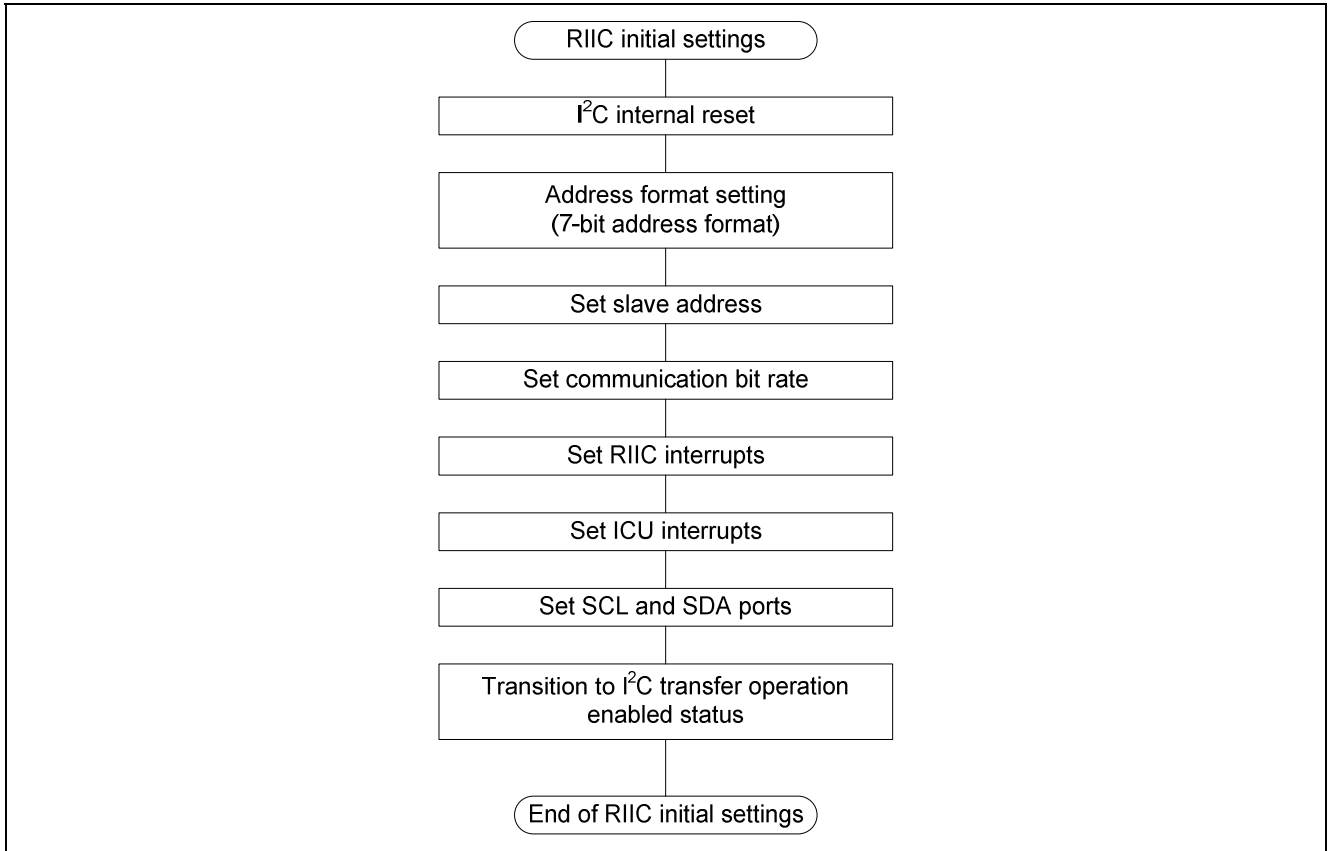 RIIC initial settings
I²C internal reset
Address format setting
(7-bit address format)
Set slave address
Set communication bit rate
Set RIIC interrupts
Set ICU interrupts
Set SCL and SDA ports
Transition to I²C transfer operation
enabled status
End of RIIC initial settings